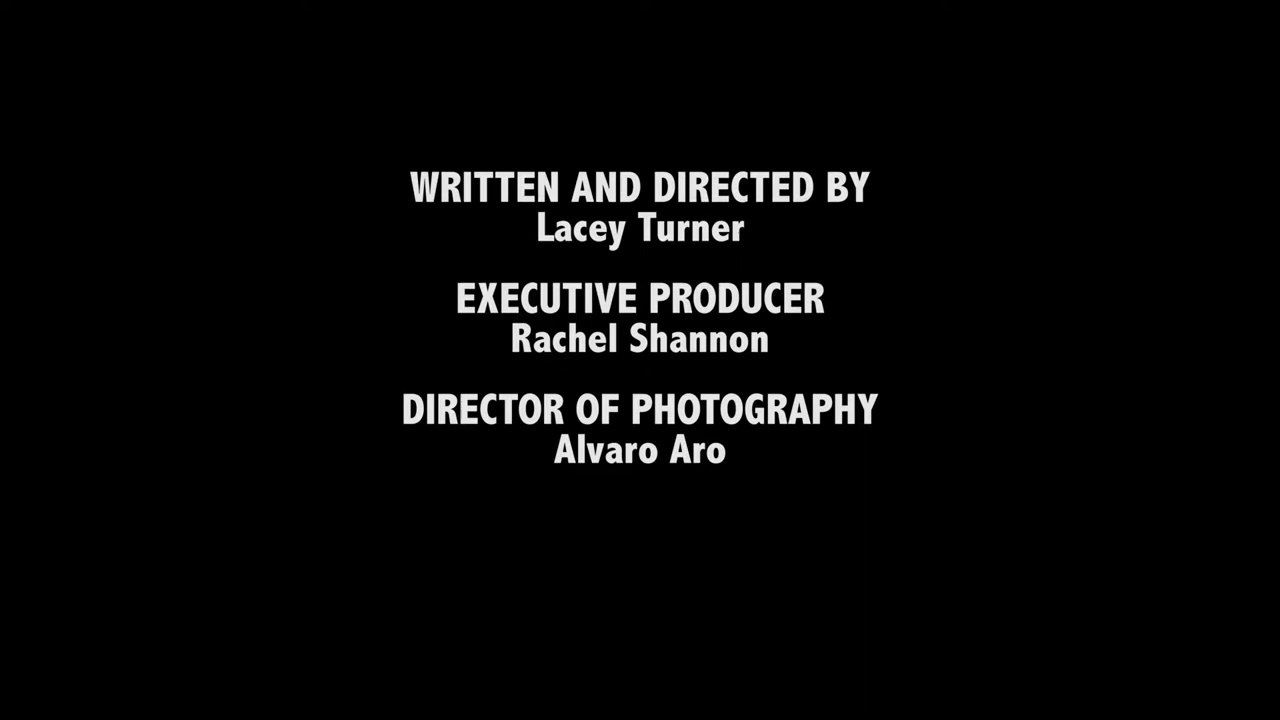 WRITTEN AND DIRECTED BY
Lacey Turner
EXECUTIVE PRODUCER
Rachel Shannon
DIRECTOR OF PHOTOGRAPHY
Alvaro Aro